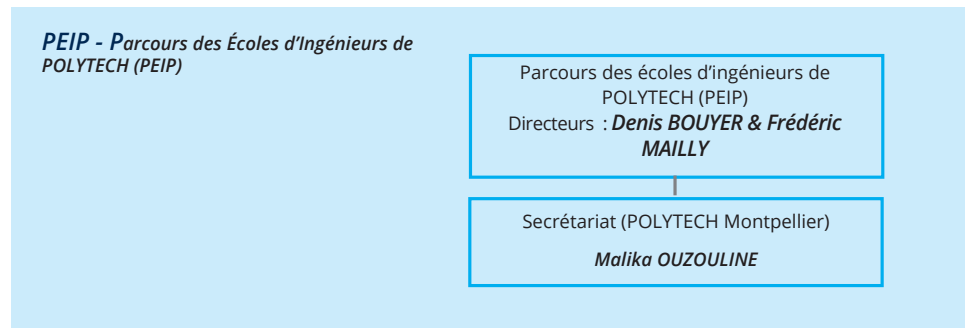 PEIP - Parcours des Écoles d'Ingénieurs de
POLYTECH (PEIP)
Parcours des écoles d'ingénieurs de
POLYTECH (PEIP)
Directeurs : Denis BOUYER & Frédéric
MAILLY
Secrétariat (POLYTECH Montpellier)
Malika OUZOULINE